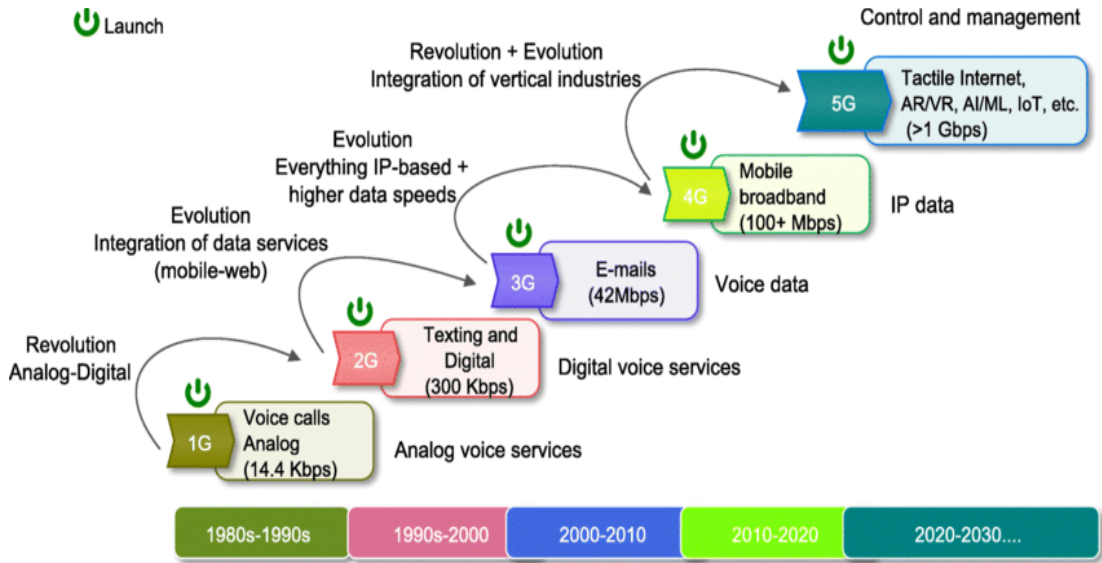 Launch
Control and management
Revolution + Evolution
Integration of vertical industries
5G
Tactile Internet,
AR/VR, AI/ML, IoT, etc.
(>1 Gbps)
Evolution
Everything IP-based +
higher data speeds
4G
Mobile
broadband
(100+ Mbps)
IP data
Evolution
Integration of data services
(mobile-web)
3G
E-mails
(42Mbps)
Voice data
Revolution
Analog-Digital
2G
Texting and
Digital
(300 Kbps)
Digital voice services
1G
Voice calls
Analog
(14.4 Kbps)
Analog voice services
1980s-1990s
1990s-2000
2000-2010
2010-2020
2020-2030....